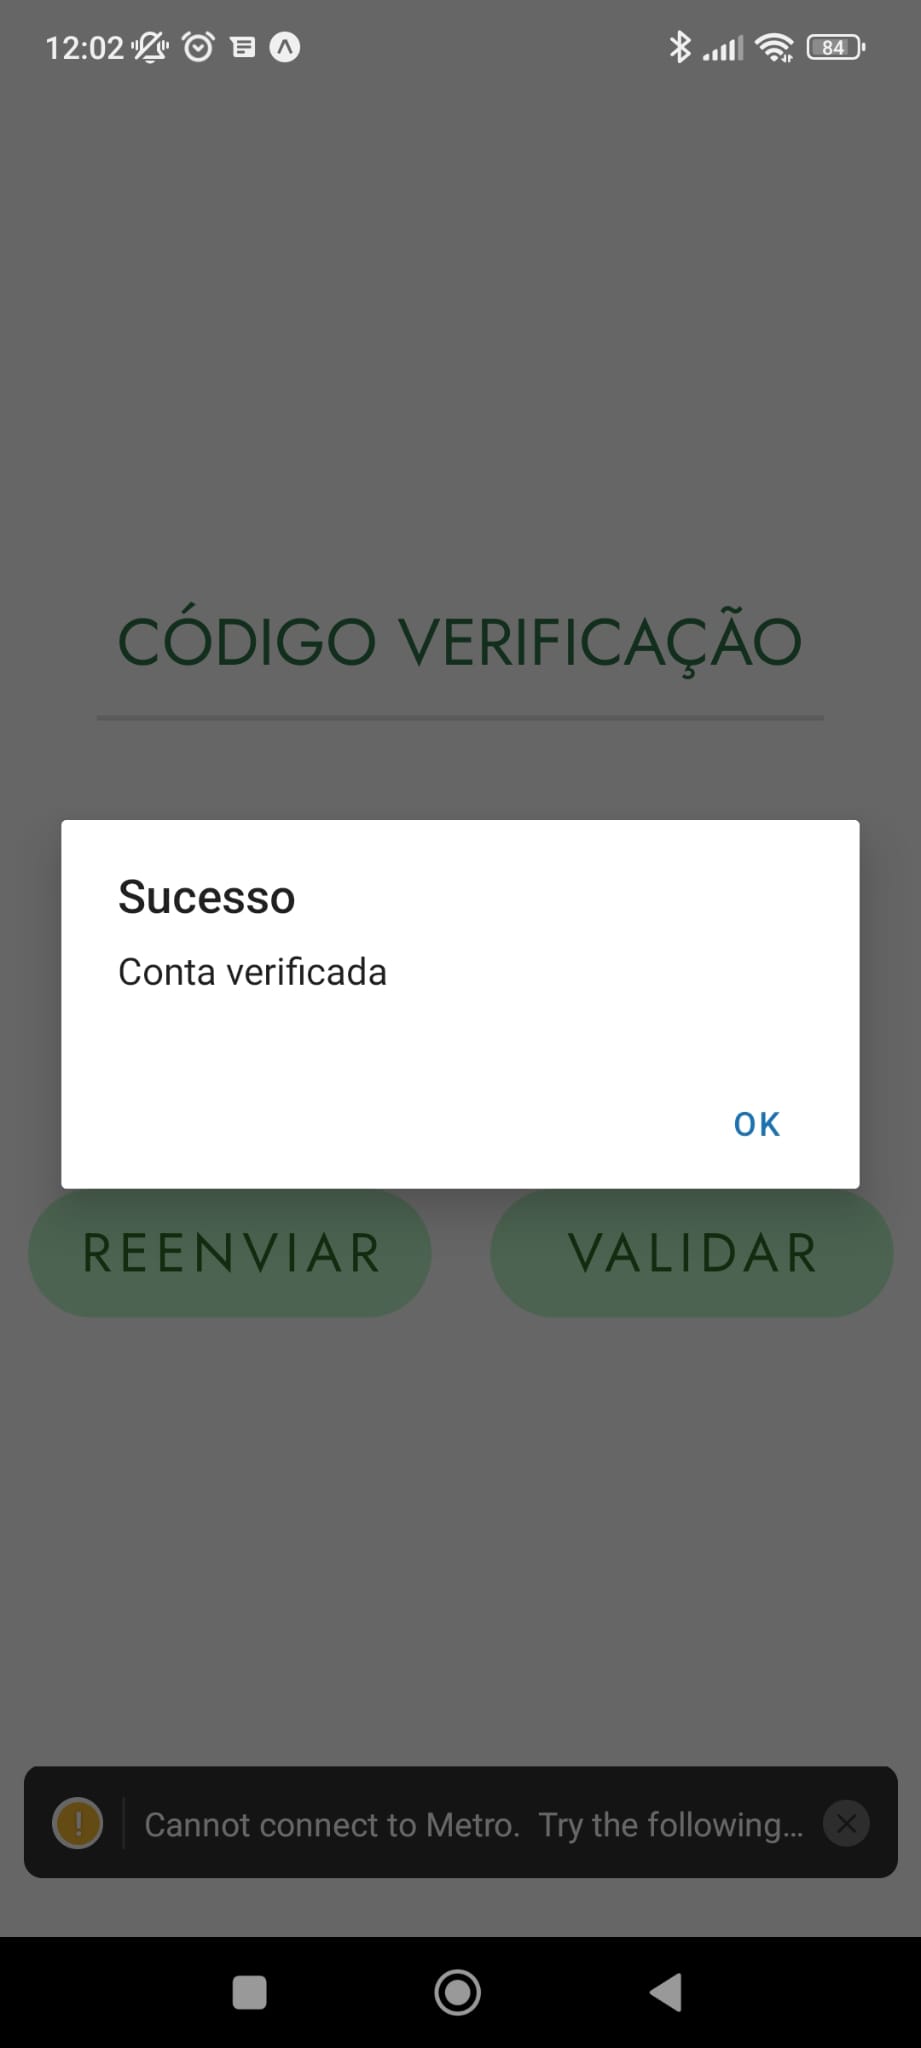 12:02
84
CÓDIGO VERIFICAÇÃO
Sucesso
Conta verificada
OK
REENVIAR
VALIDAR
Cannot connect to Metro. Try the following...